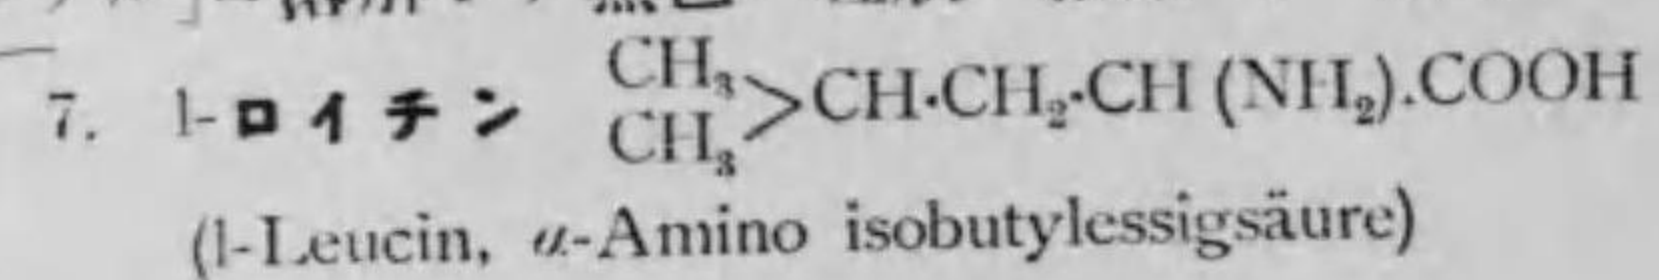 7. l-ロイチン CH₃ CH₃>CH·CH₂·CH (NH₂).COOH
(l-Leucin, α-Amino isobutylessigsäure)